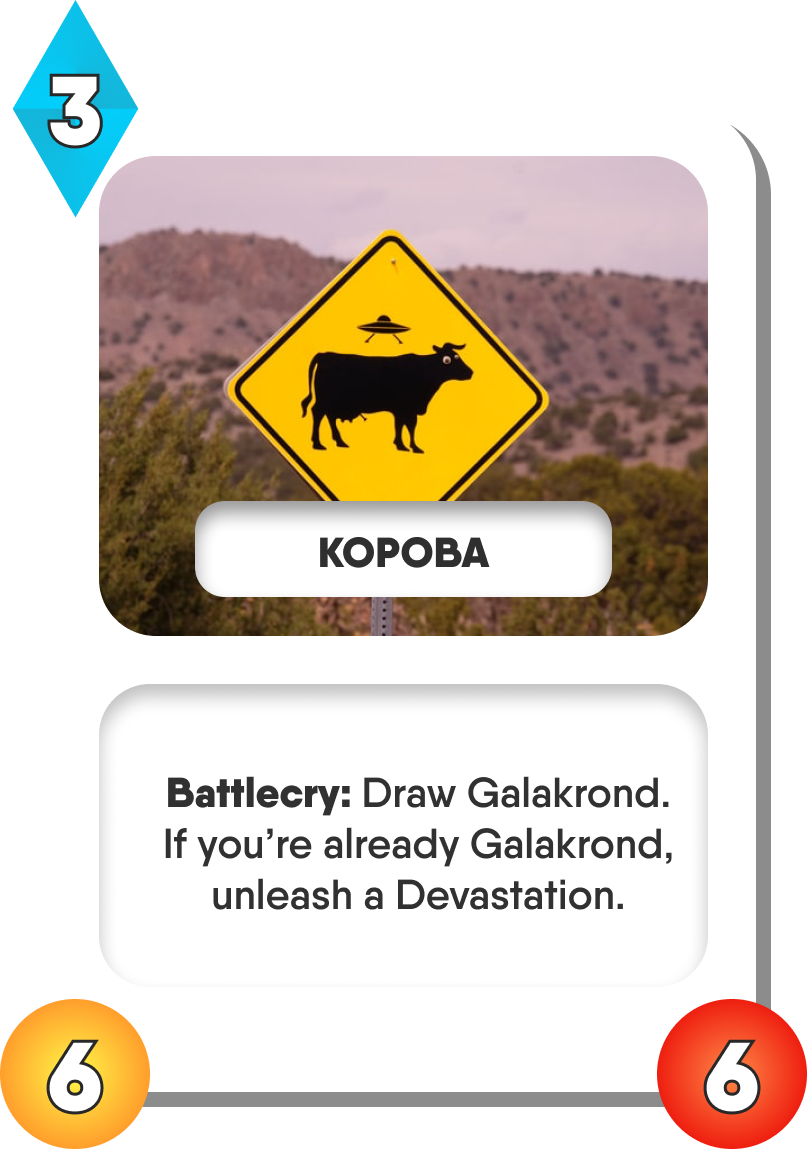 3
КОРОВА
Battlecry: Draw Galakrond.
If you’re already Galakrond,
unleash a Devastation.
6
6